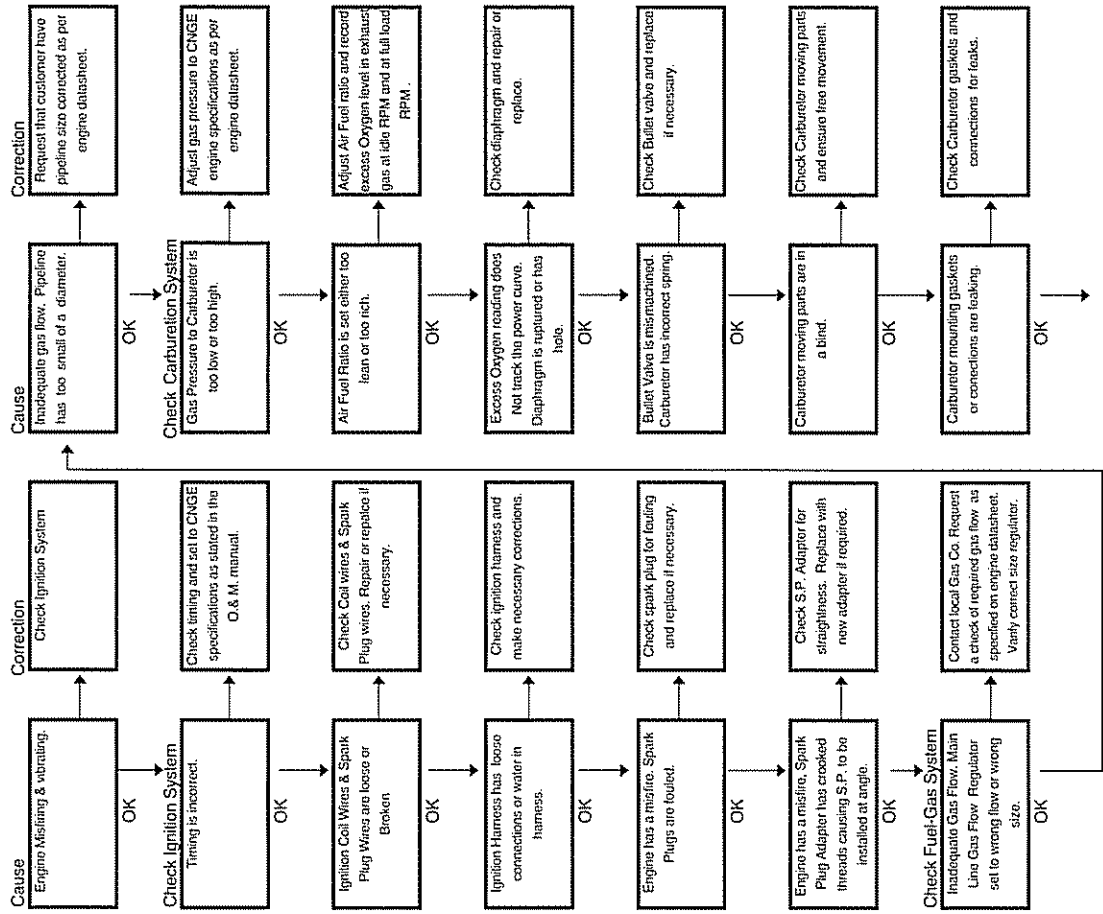 Cause
Correction
Engine Misfiring & vibrating.
Check Ignition System
OK
Check Ignition System
Timing is incorrect.
Check timing and set to CNGE
specifications as stated in the
O.& M. manual.
OK
Ignition Coil Wires & Spark
Plug Wires are loose or
Broken
Check Coil wires & Spark
Plug wires. Repair or repalce if
necessary.
OK
Ignition Harness has loose
connections or water in
harness.
Check ignition harness and
make necessary corrections.
OK
Engine has a misfire. Spark
Plugs are fouled.
Check spark plug for fouling
and replace if necessary.
OK
Engine has a misfire, Spark
Plug Adapter has crooked
threads causing S.P. to be
installed at angle.
Check S.P. Adapter for
straightness. Replace with
new adapter if required.
OK
Check Fuel-Gas System
Inadequate Gas Flow. Main
Line Gas Flow Regulator
set to wrong flow or wrong
size.
Contact local Gas Co. Request
a check of required gas flow as
specified on engine datasheet.
Varify correct size regulator.
OK
Cause
Correction
Inadequate gas flow. Pipeline
has too small of a diameter.
Request that customer have
pipeline size corrected as per
engine datasheet.
OK
Check Carburetion System
Gas Pressure to Carburetor is
too low or too high.
Adjust gas pressure to CNGE
engine specifications as per
engine datasheet.
OK
Air Fuel Ratio is set either too
lean or too rich.
Adjust Air Fuel ratio and record
excess Oxygen level in exhaust
gas at idle RPM and at full load
RPM .
OK
Excess Oxygen reading does
Not track the power curve.
Diaphragm is ruptured or has
hole.
Check diaphragm and repair or
replace.
OK
Bullet Valve is mismachined.
Carburetor has incorrect spring.
Check Bullet valve and replace
if necessary.
OK
Carburetor moving parts are in
a bind.
Check Carburetor moving parts
and ensure free movement.
OK
Carburetor mounting gaskets
or connections are leaking.
Check Carburetor gaskets and
connections for leaks.
OK